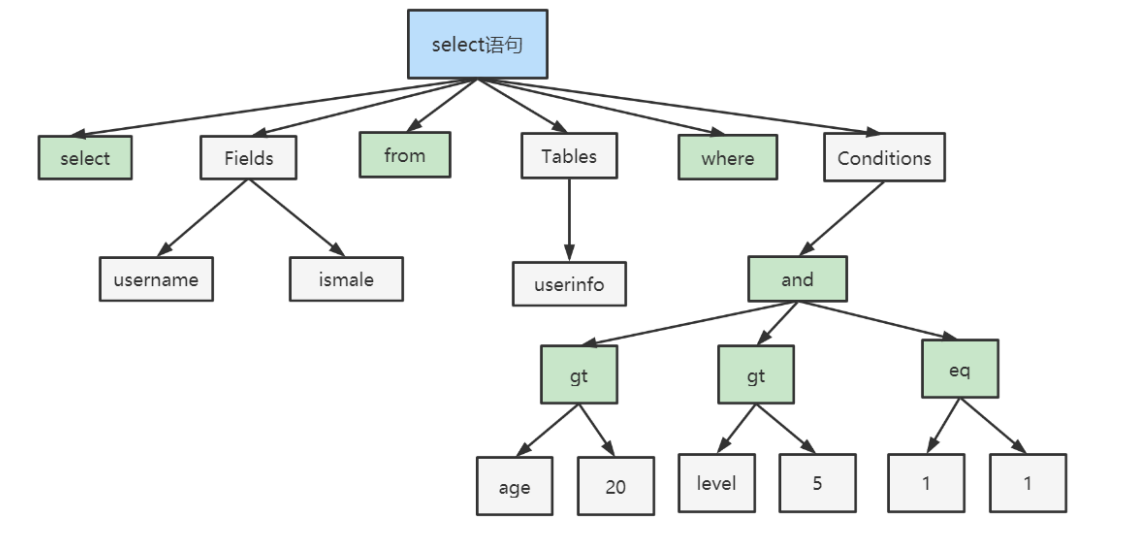 select语句
select
Fields
from
Tables
where
Conditions
username
ismale
userinfo
and
gt
gt
eq
age
20
level
5
1
1